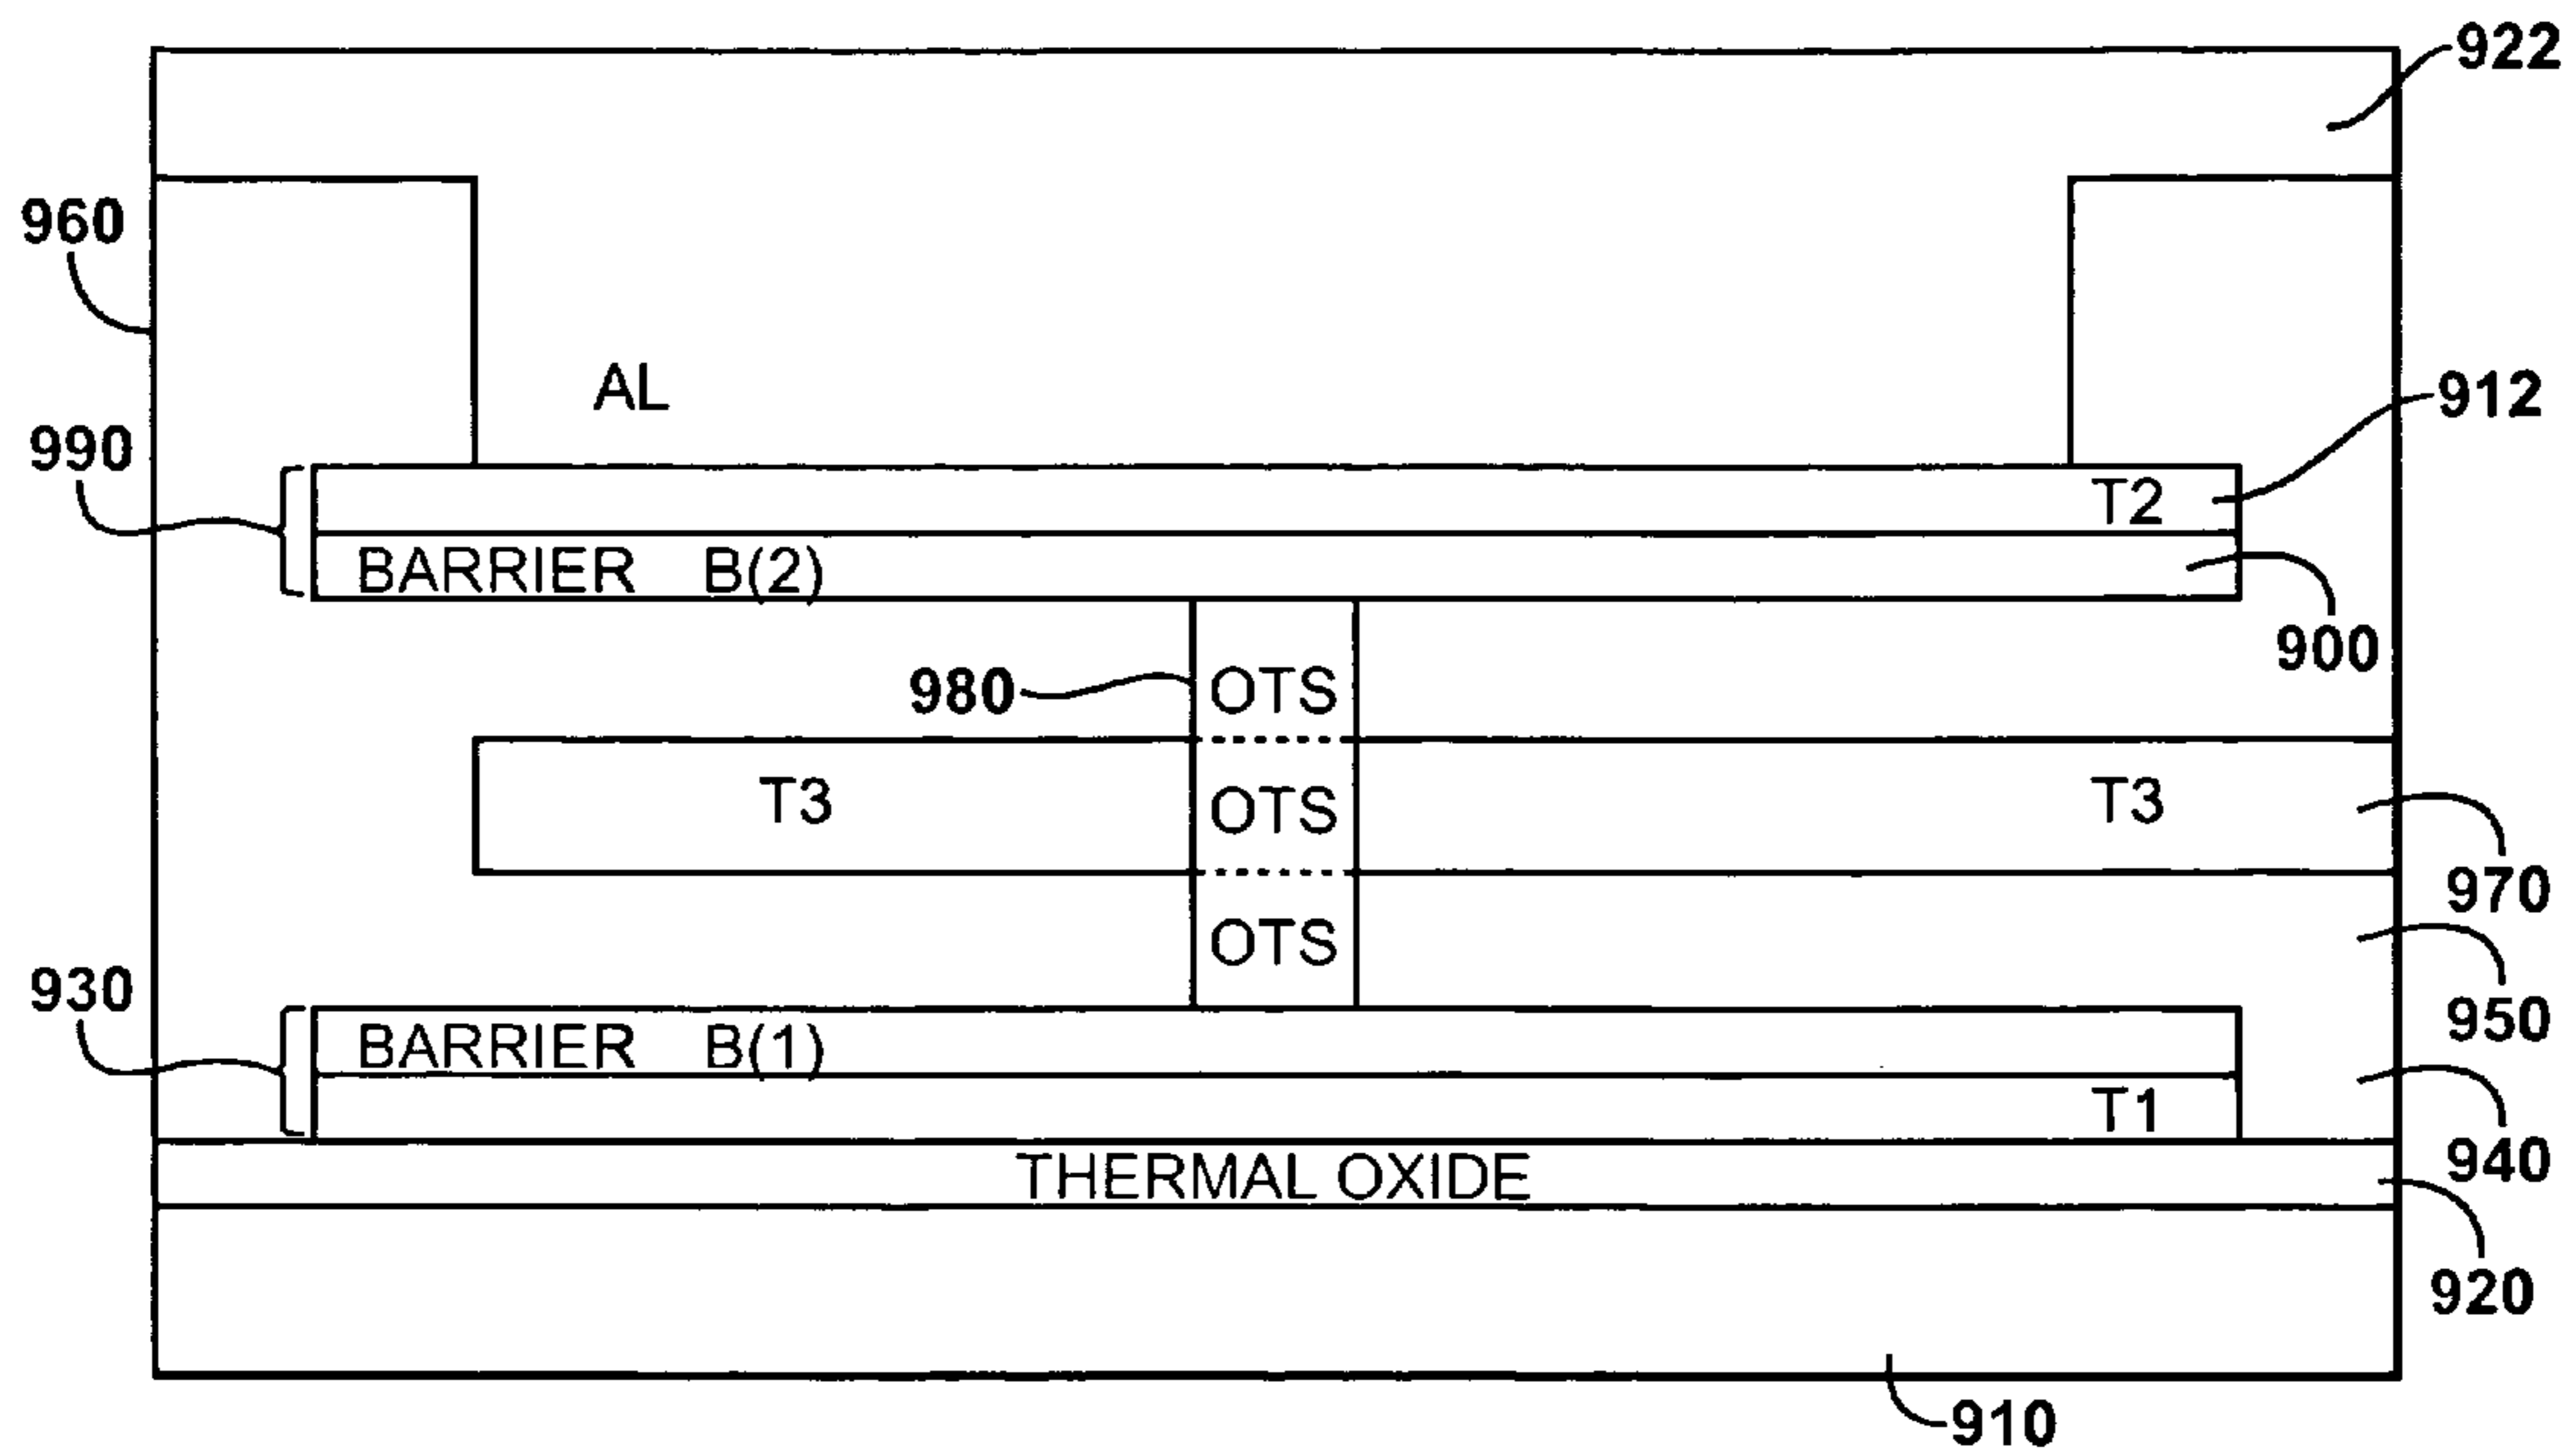 922
960
AL
912
990
T2
BARRIER B(2)
900
980
OTS
T3
OTS
T3
970
OTS
950
930
BARRIER B(1)
T1
940
THERMAL OXIDE
920
910